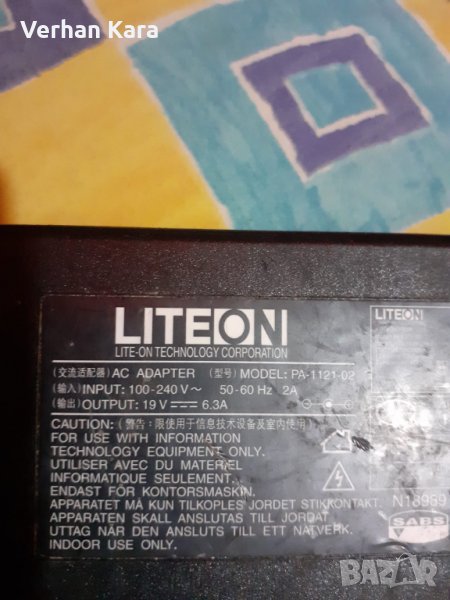 Verhan Kara
LITEON
LITE-ON TECHNOLOGY CORPORATION
LITEON
(交流适配器) AC ADAPTER (型号) MODEL: PA-1121-02
(输入) INPUT: 100-240V~ 50-60 Hz 2A
(输出) OUTPUT: 19V 6.3A
CAUTION: (警告: 限使用于信息技术设备及室内使用)
FOR USE WITH INFORMATION
TECHNOLOGY EQUIPMENT ONLY.
UTILISER AVEC DU MATERIEL
INFORMATIQUE SEULEMENT.
ENDAST FÖR KONTORSMASKIN.
APPARATET MÅ KUN TILKOPLES JORDET STIKKONTAKT.
APPARATEN SKALL ANSLUTAS TILL JORDAT
UTTAG NÄR DEN ANSLUTS TILL ETT NÄTVERK.
INDOOR USE ONLY.
N18969
SABS
BAZAR